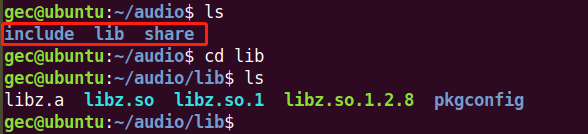 gec@ubuntu:~/audio$ ls
include  lib  share
gec@ubuntu:~/audio$ cd lib
gec@ubuntu:~/audio/lib$ ls
libz.a  libz.so  libz.so.1  libz.so.1.2.8  pkgconfig
gec@ubuntu:~/audio/lib$